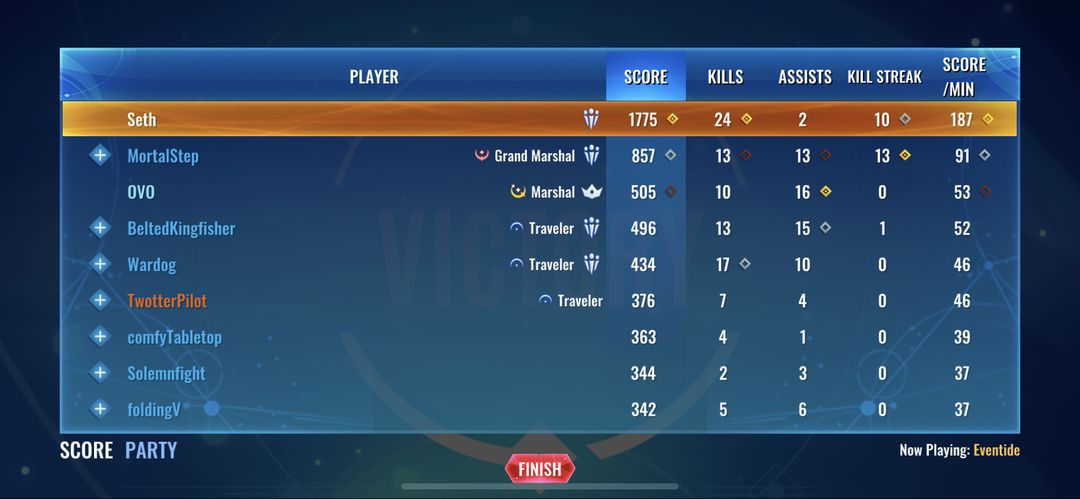 PLAYER SCORE KILLS ASSISTS KILL STREAK SCORE /MIN
Seth 1775 24 2 10 187
MortalStep Grand Marshal 857 13 13 13 91
OVO Marshal 505 10 16 0 53
BeltedKingfisher Traveler 496 13 15 1 52
Wardog Traveler 434 17 10 0 46
TwotterPilot Traveler 376 7 4 0 46
comfyTabletop 363 4 1 0 39
Solemnfight 344 2 3 0 37
foldingV 342 5 6 0 37
VICTORY
SCORE PARTY
Now Playing: Eventide
FINISH